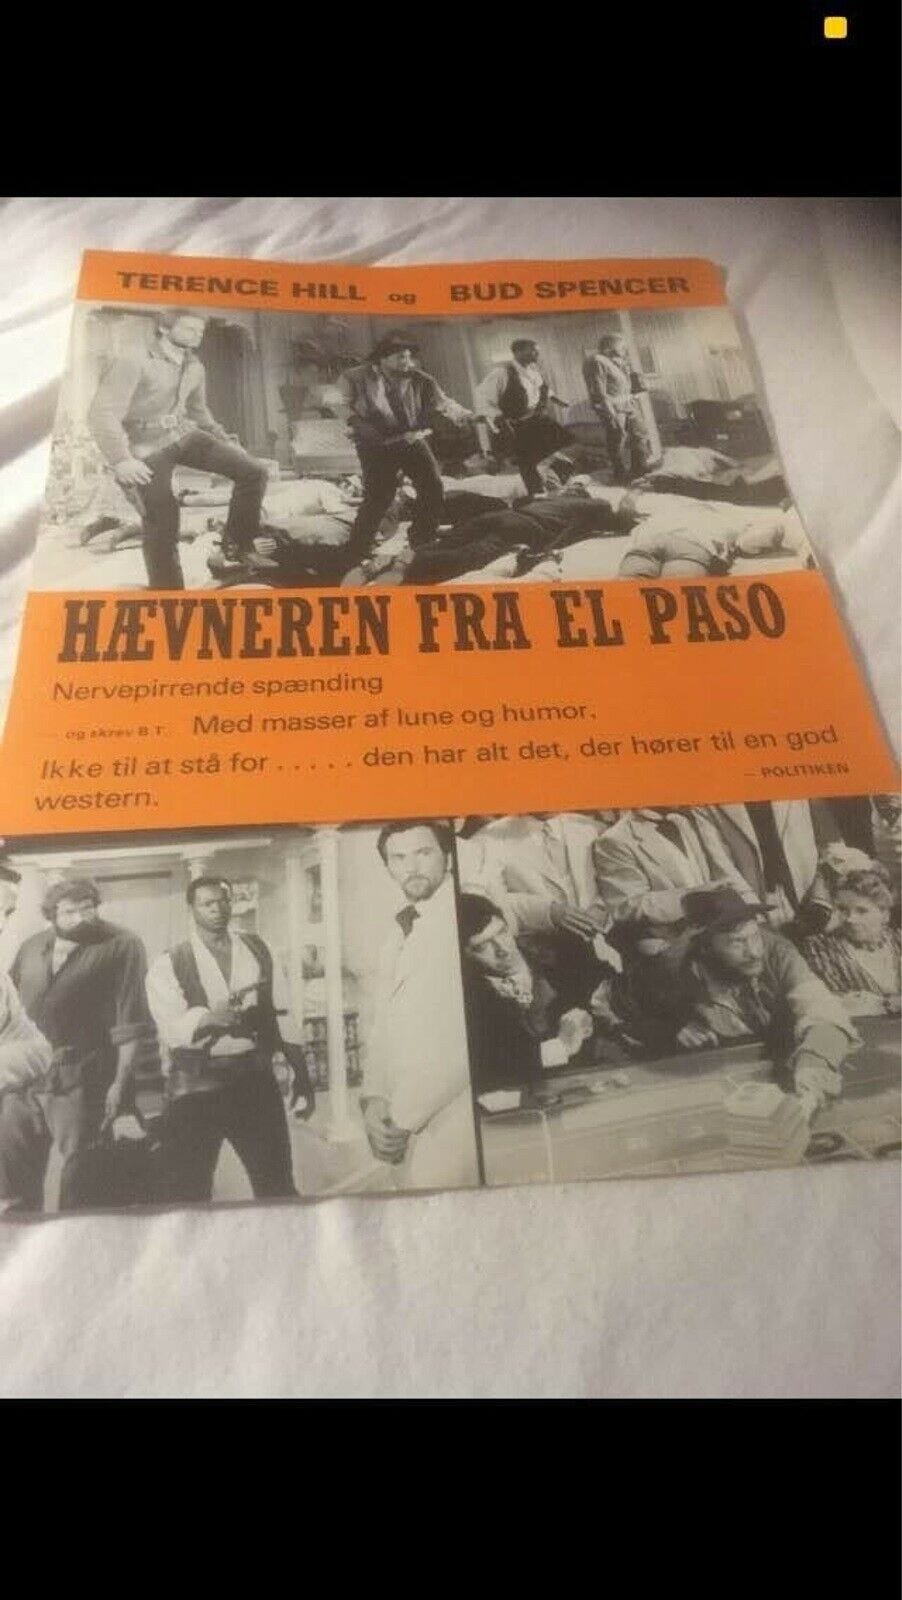 TERENCE HILL og BUD SPENCER
HÆVNEREN FRA EL PASO
Nervepirrende spænding
– og skrev B T. Med masser af lune og humor.
Ikke til at stå for . . . . . den har alt det, der hører til en god
western. – POLITIKEN